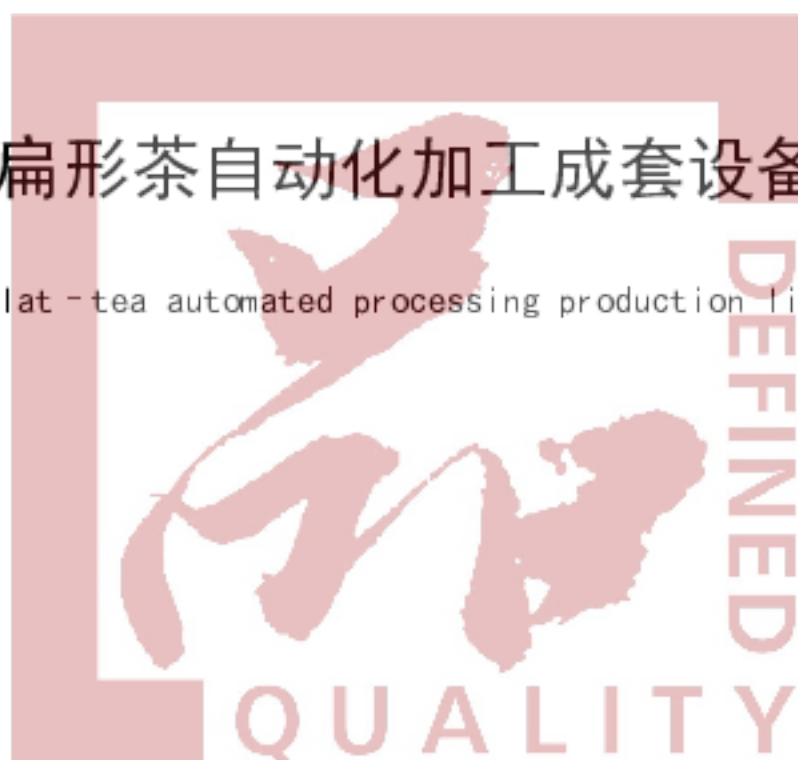 扁形茶自动化加工成套设备
lat-tea automated processing production li
DEFINED
QUALITY